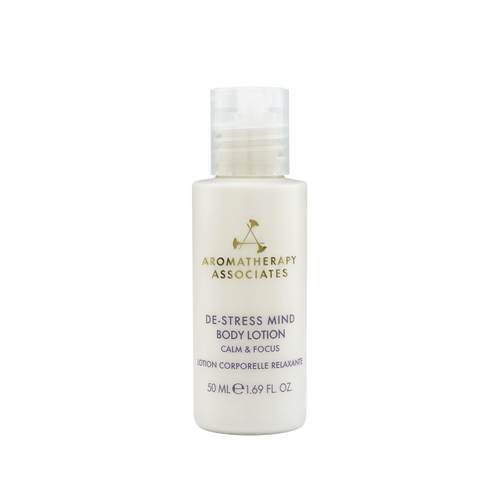 AROMATHERAPY
ASSOCIATES
DE-STRESS MIND
BODY LOTION
CALM & FOCUS
LOTION CORPORELLE RELAXANTE
50 ML ℮ 1.69 FL. OZ.